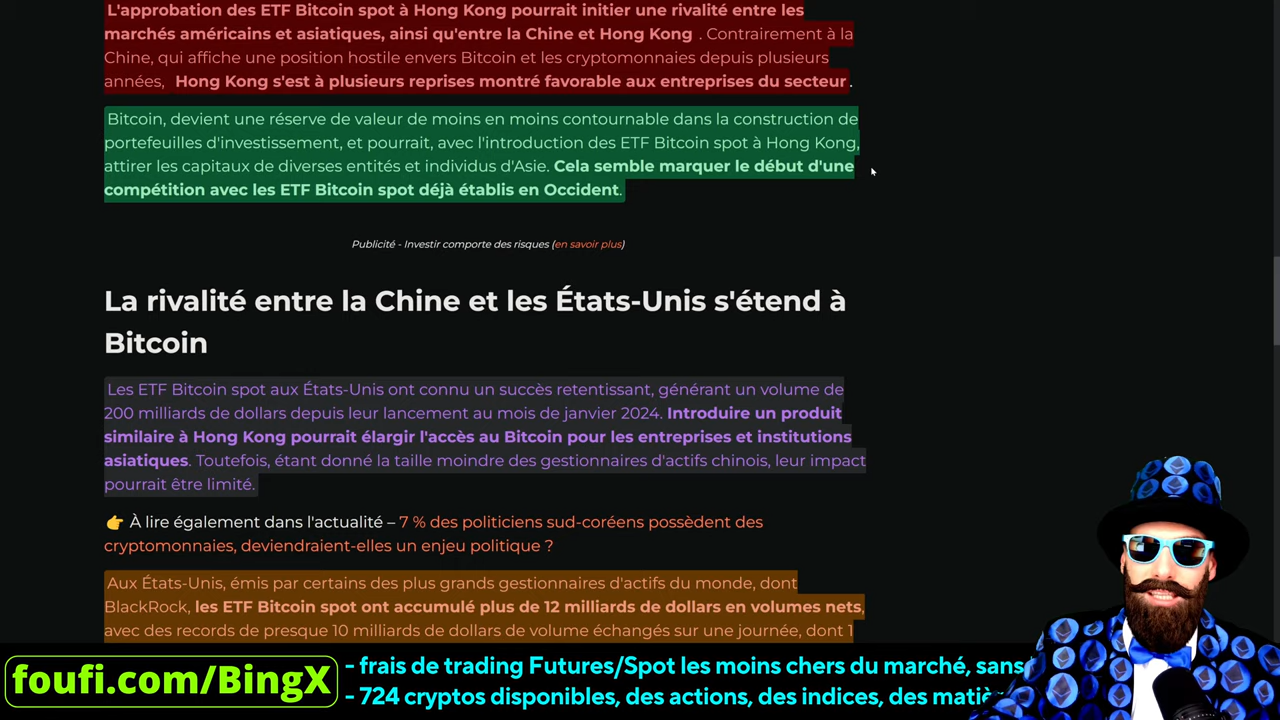 L'approbation des ETF Bitcoin spot à Hong Kong pourrait initier une rivalité entre les
marchés américains et asiatiques, ainsi qu'entre la Chine et Hong Kong . Contrairement à la
Chine, qui affiche une position hostile envers Bitcoin et les cryptomonnaies depuis plusieurs
années, Hong Kong s'est à plusieurs reprises montré favorable aux entreprises du secteur .
Bitcoin, devient une réserve de valeur de moins en moins contournable dans la construction de
portefeuilles d'investissement, et pourrait, avec l'introduction des ETF Bitcoin spot à Hong Kong,
attirer les capitaux de diverses entités et individus d'Asie. Cela semble marquer le début d'une
compétition avec les ETF Bitcoin spot déjà établis en Occident.
Publicité - Investir comporte des risques (en savoir plus)
La rivalité entre la Chine et les États-Unis s'étend à
Bitcoin
Les ETF Bitcoin spot aux États-Unis ont connu un succès retentissant, générant un volume de
200 milliards de dollars depuis leur lancement au mois de janvier 2024. Introduire un produit
similaire à Hong Kong pourrait élargir l'accès au Bitcoin pour les entreprises et institutions
asiatiques. Toutefois, étant donné la taille moindre des gestionnaires d'actifs chinois, leur impact
pourrait être limité.
👉 À lire également dans l'actualité – 7 % des politiciens sud-coréens possèdent des
cryptomonnaies, deviendraient-elles un enjeu politique ?
Aux États-Unis, émis par certains des plus grands gestionnaires d'actifs du monde, dont
BlackRock, les ETF Bitcoin spot ont accumulé plus de 12 milliards de dollars en volumes nets,
avec des records de presque 10 milliards de dollars de volume échangés sur une journée, dont 1
foufi.com/BingX
- frais de trading Futures/Spot les moins chers du marché, sans
- 724 cryptos disponibles, des actions, des indices, des